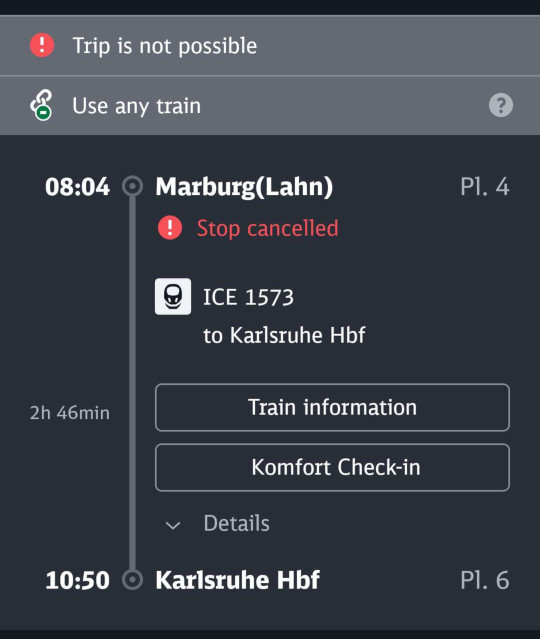 Trip is not possible
Use any train
?
08:04 Marburg(Lahn) Pl. 4
Stop cancelled
ICE 1573
to Karlsruhe Hbf
Train information
2h 46min
Komfort Check-in
Details
10:50 Karlsruhe Hbf Pl. 6